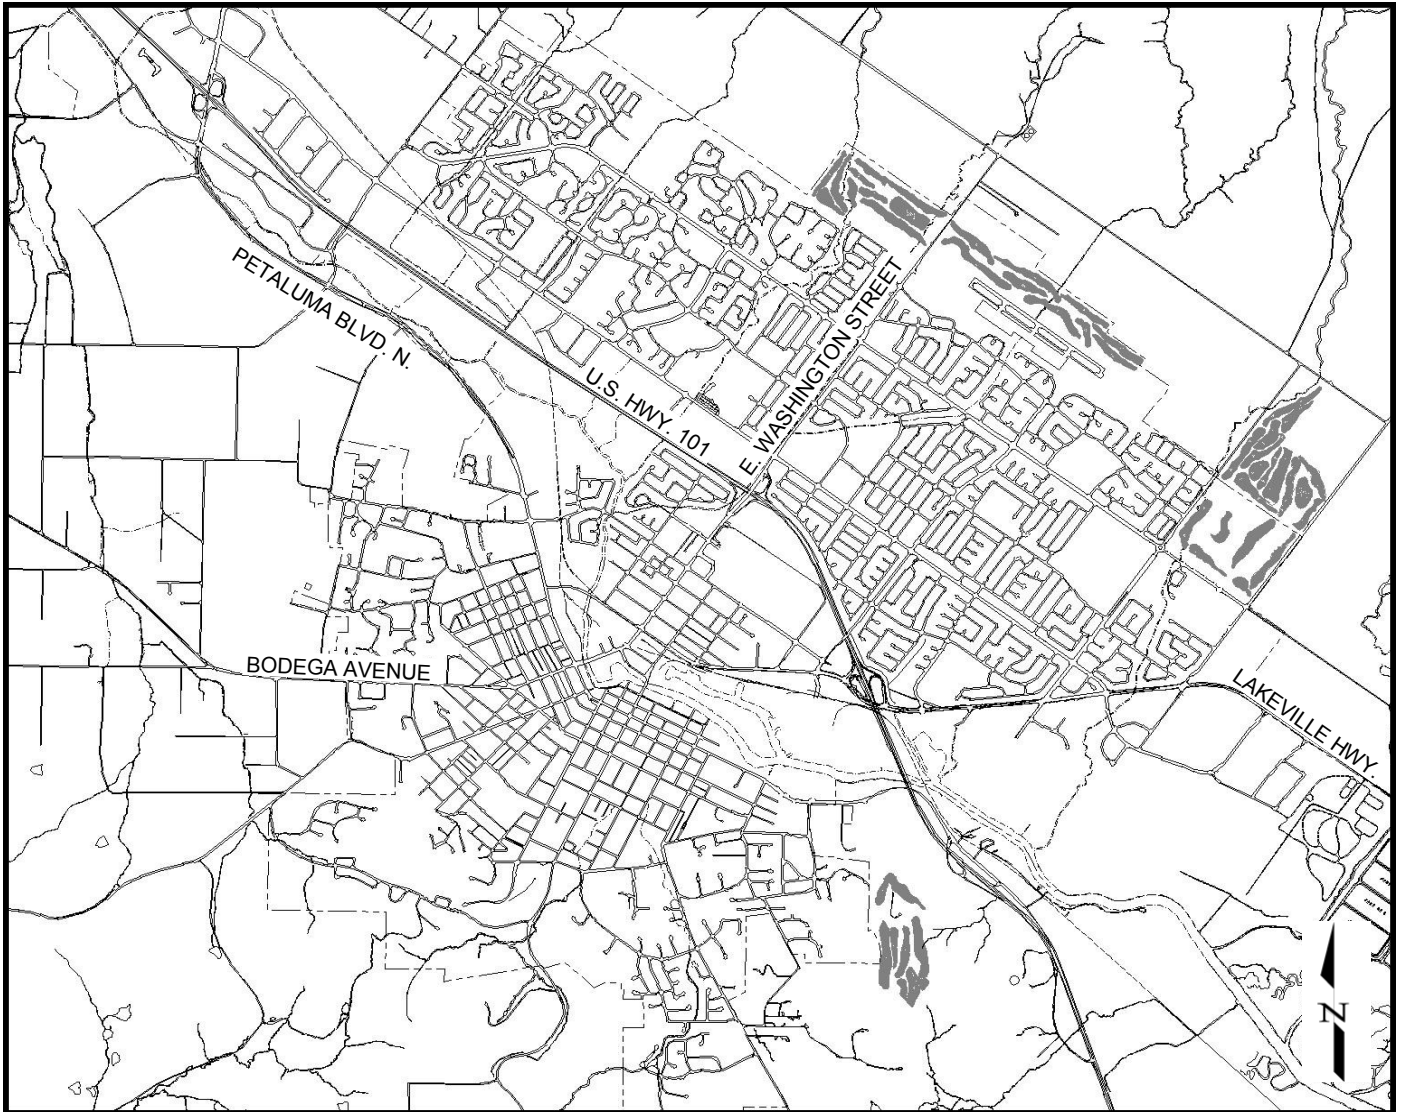 PETALUMA BLVD. N.
U.S. HWY. 101
E. WASHINGTON STREET
BODEGA AVENUE
LAKEVILLE HWY.
N